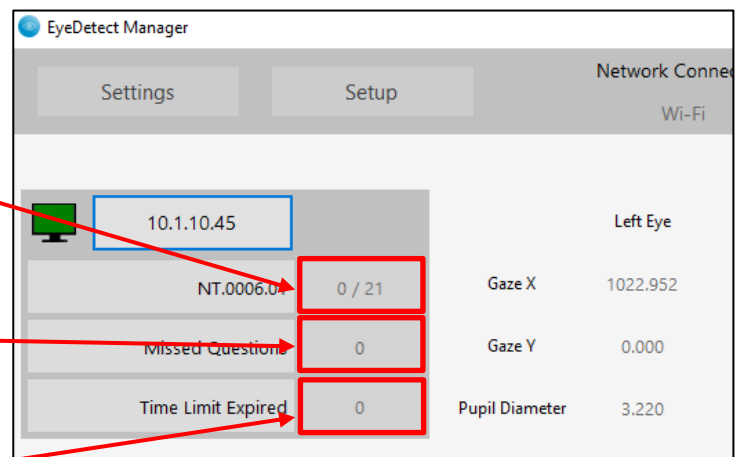 EyeDetect Manager
Settings
Setup
Network Connec
Wi-Fi
10.1.10.45
Left Eye
NT.0006.04
0 / 21
Gaze X
1022.952
Missed Questions
0
Gaze Y
0.000
Time Limit Expired
0
Pupil Diameter
3.220